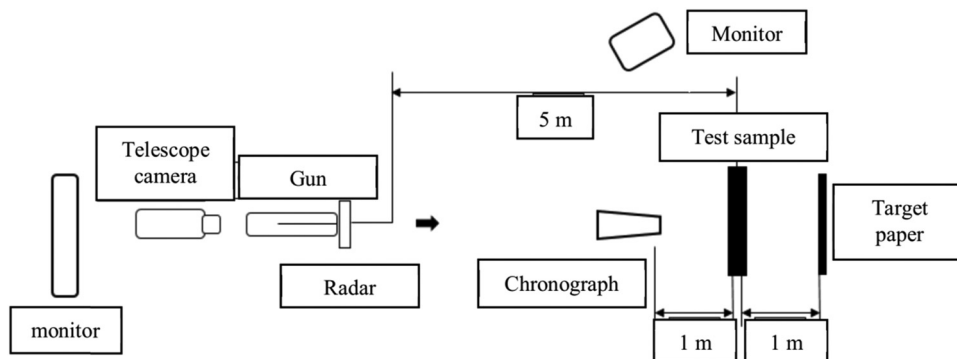 Monitor
5 m
Test sample
Telescope
camera
Gun
Target
paper
Radar
Chronograph
monitor
1 m
1 m